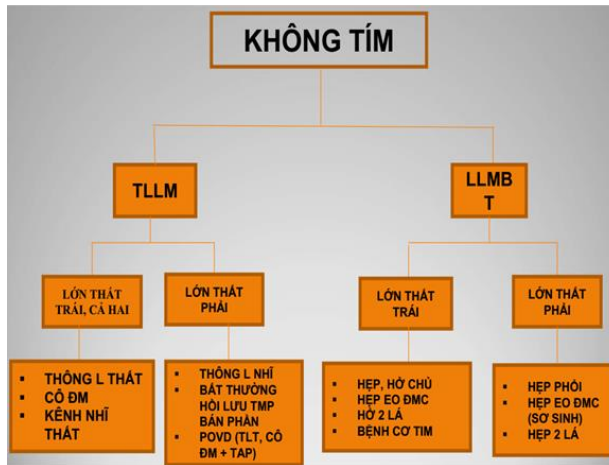 KHÔNG TÍM
TLLM
LLMB
T
LỚN THẤT
TRÁI, CẢ HAI
LỚN THẤT
PHẢI
LỚN THẤT
TRÁI
LỚN THẤT
PHẢI
▪ THÔNG L THẤT
▪ CÔ ĐM
▪ KÊNH NHĨ
THẤT
▪ THÔNG L NHĨ
▪ BẤT THƯỜNG
HỒI LƯU TMP
BÁN PHẦN
▪ POVD (TLT, CÔ
ĐM + TAP)
▪ HẸP, HỞ CHỦ
▪ HẸP EO ĐMC
▪ HỞ 2 LÁ
▪ BỆNH CƠ TIM
▪ HẸP PHỔI
▪ HẸP EO ĐMC
(SƠ SINH)
▪ HẸP 2 LÁ